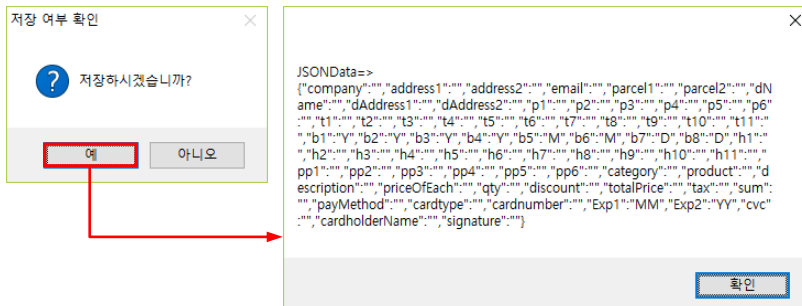 저장 여부 확인
저장하시겠습니까?
예
아니오
JSONData=>
{"company":"","address1":"","address2":"","email":"","parcel1":"","parcel2":"","dN
ame":"","dAddress1":"","dAddress2":"","p1":"","p2":"","p3":"","p4":"","p5":"","p6"
:"","t1":"","t2":"","t3":"","t4":"","t5":"","t6":"","t7":"","t8":"","t9":"","t10":"","t11":"
","b1":"Y","b2":"Y","b3":"Y","b4":"Y","b5":"M","b6":"M","b7":"D","b8":"D","h1":"
","h2":"","h3":"","h4":"","h5":"","h6":"","h7":"","h8":"","h9":"","h10":"","h11":"","
pp1":"","pp2":"","pp3":"","pp4":"","pp5":"","pp6":"","category":"","product":"","d
escription":"","priceOfEach":"","qty":"","discount":"","totalPrice":"","tax":"","sum":
"","payMethod":"","cardtype":"","cardnumber":"","Exp1":"MM","Exp2":"YY","cvc"
:"","cardholderName":"","signature":""}
확인